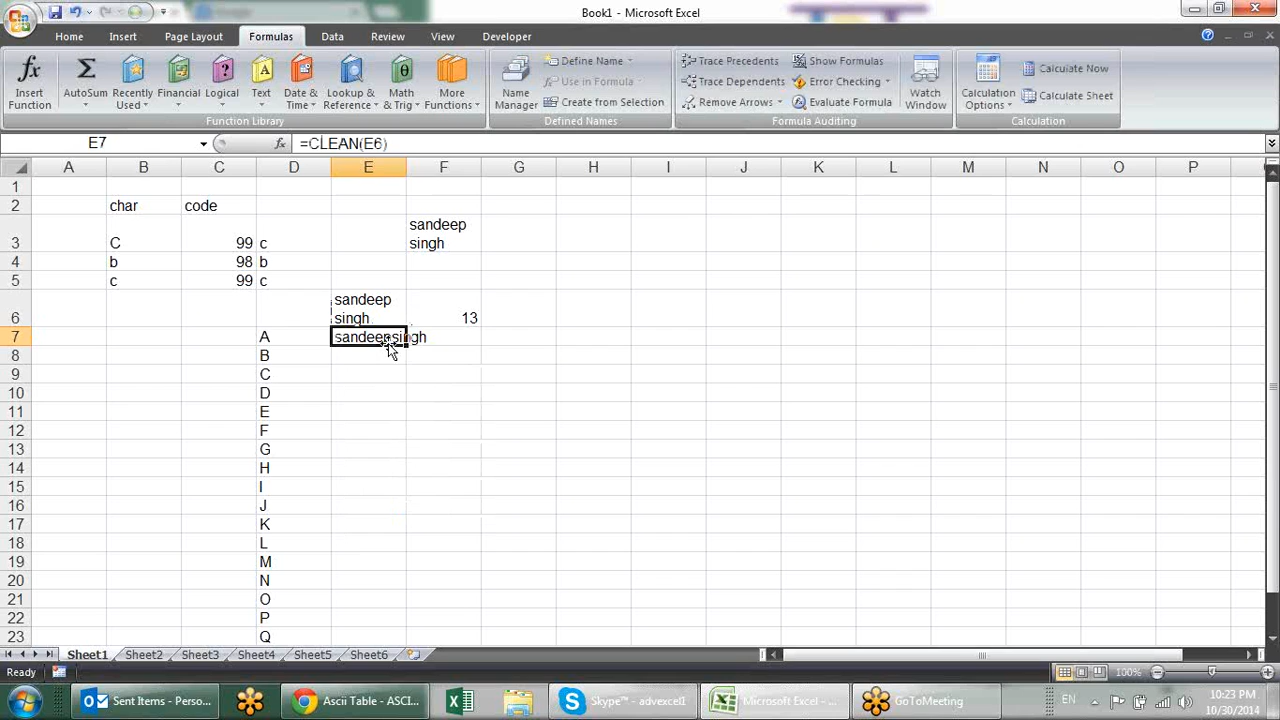 Book1 - Microsoft Excel
Home Insert Page Layout Formulas Data Review View Developer
Insert Function
AutoSum
Recently Used
Financial
Logical
Text
Date & Time
Lookup & Reference
Math & Trig
More Functions
Function Library
Name Manager
Define Name
Use in Formula
Create from Selection
Defined Names
Trace Precedents
Trace Dependents
Remove Arrows
Show Formulas
Error Checking
Evaluate Formula
Watch Window
Formula Auditing
Calculation Options
Calculate Now
Calculate Sheet
Calculation
E7 fx =CLEAN(E6)
A B C D E F G H I J K L M N O P
1
2 char code
sandeep
3 C 99 c singh
4 b 98 b
5 c 99 c
sandeep
6 singh 13
7 A sandeepsingh
8 B
9 C
10 D
11 E
12 F
13 G
14 H
15 I
16 J
17 K
18 L
19 M
20 N
21 O
22 P
23 Q
Sheet1 Sheet2 Sheet3 Sheet4 Sheet5 Sheet6
Ready 100%
Sent Items - Perso...
Ascii Table - ASCI...
Skype™ - advexcel1
Microsoft Excel - ...
GoToMeeting
EN
10:23 PM
10/30/2014